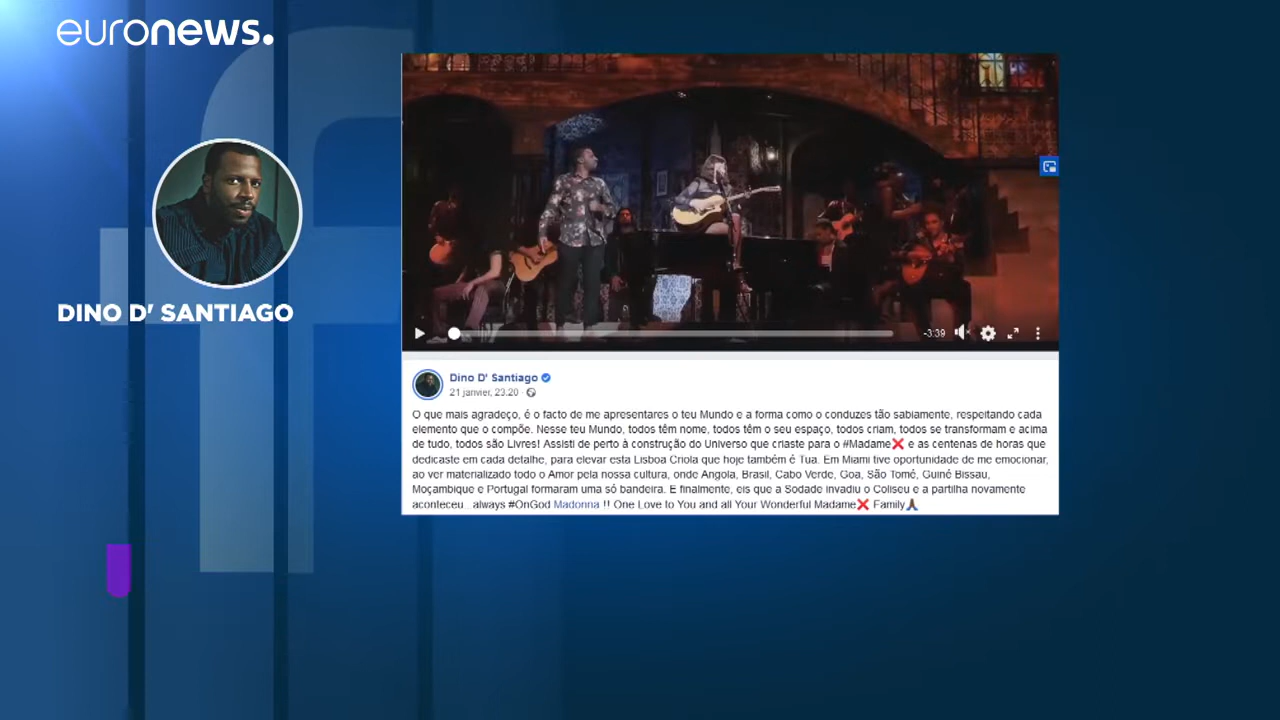 euronews.
DINO D' SANTIAGO
-3:39
Dino D' Santiago
21 janvier, 23:20 ·
O que mais agradeço, é o facto de me apresentares o teu Mundo e a forma como o conduzes tão sabiamente, respeitando cada
elemento que o compõe. Nesse teu Mundo, todos têm nome, todos têm o seu espaço, todos criam, todos se transformam e acima
de tudo, todos são Livres! Assisti de perto à construção do Universo que criaste para o #Madame❌ e as centenas de horas que
dedicaste em cada detalhe, para elevar esta Lisboa Criola que hoje também é Tua. Em Miami tive oportunidade de me emocionar,
ao ver materializado todo o Amor pela nossa cultura, onde Angola, Brasil, Cabo Verde, Goa, São Tomé, Guiné Bissau,
Moçambique e Portugal formaram uma só bandeira. E finalmente, eis que a Sodade invadiu o Coliseu e a partilha novamente
aconteceu...always #OnGod Madonna !! One Love to You and all Your Wonderful Madame❌ Family🙏🏾